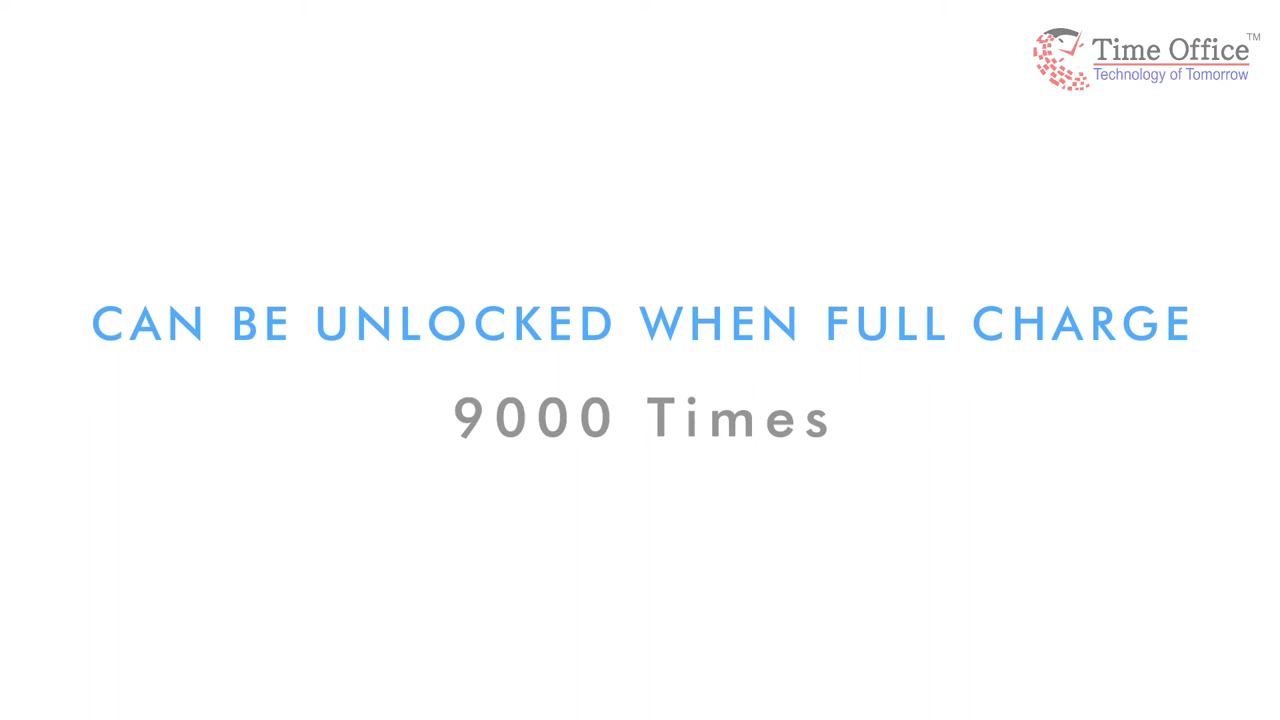 Time Office™
Technology of Tomorrow
CAN BE UNLOCKED WHEN FULL CHARGE
9000 Times